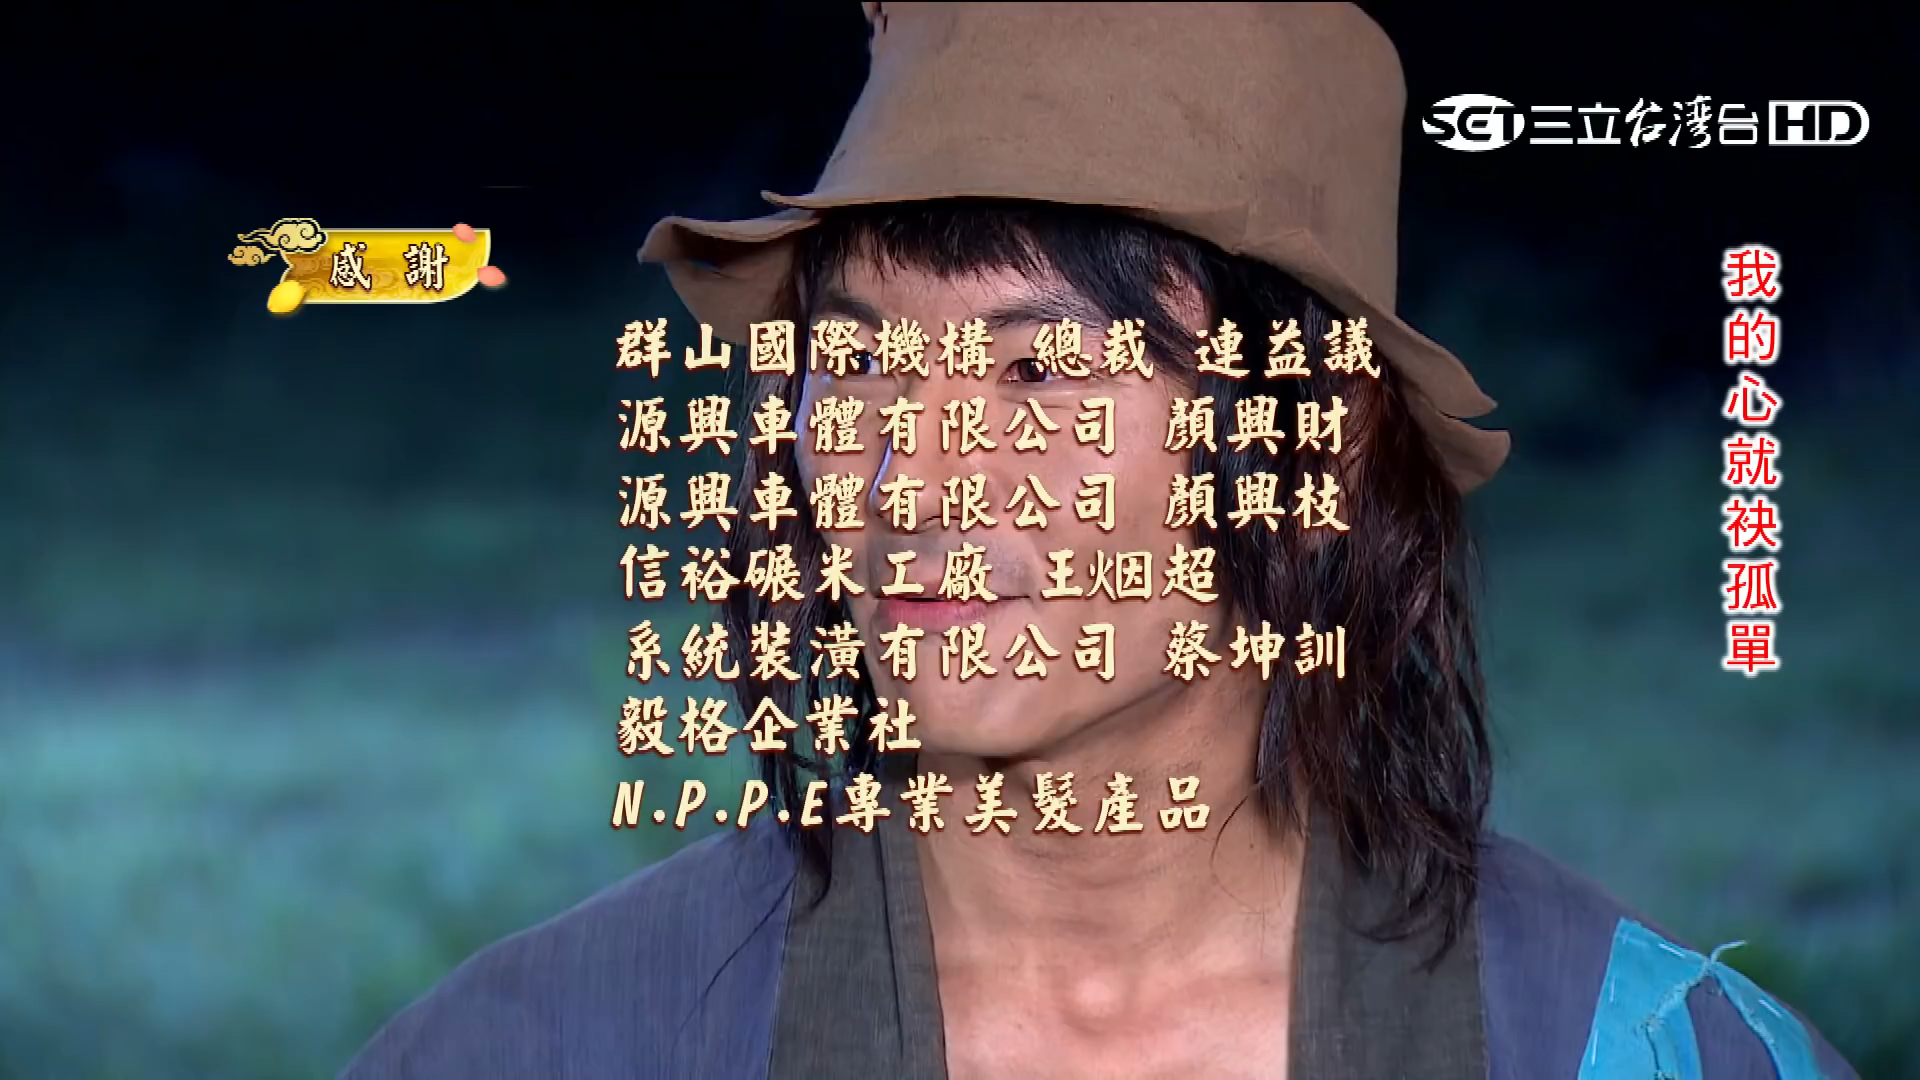 SET三立台灣台HD
感謝
群山國際機構 總裁 連益議
源興車體有限公司 顏興財
源興車體有限公司 顏興枝
信裕碾米工廠 王烟超
系統裝潢有限公司 蔡坤訓
毅格企業社
N.P.P.E專業美髮產品
我的心就袂孤單